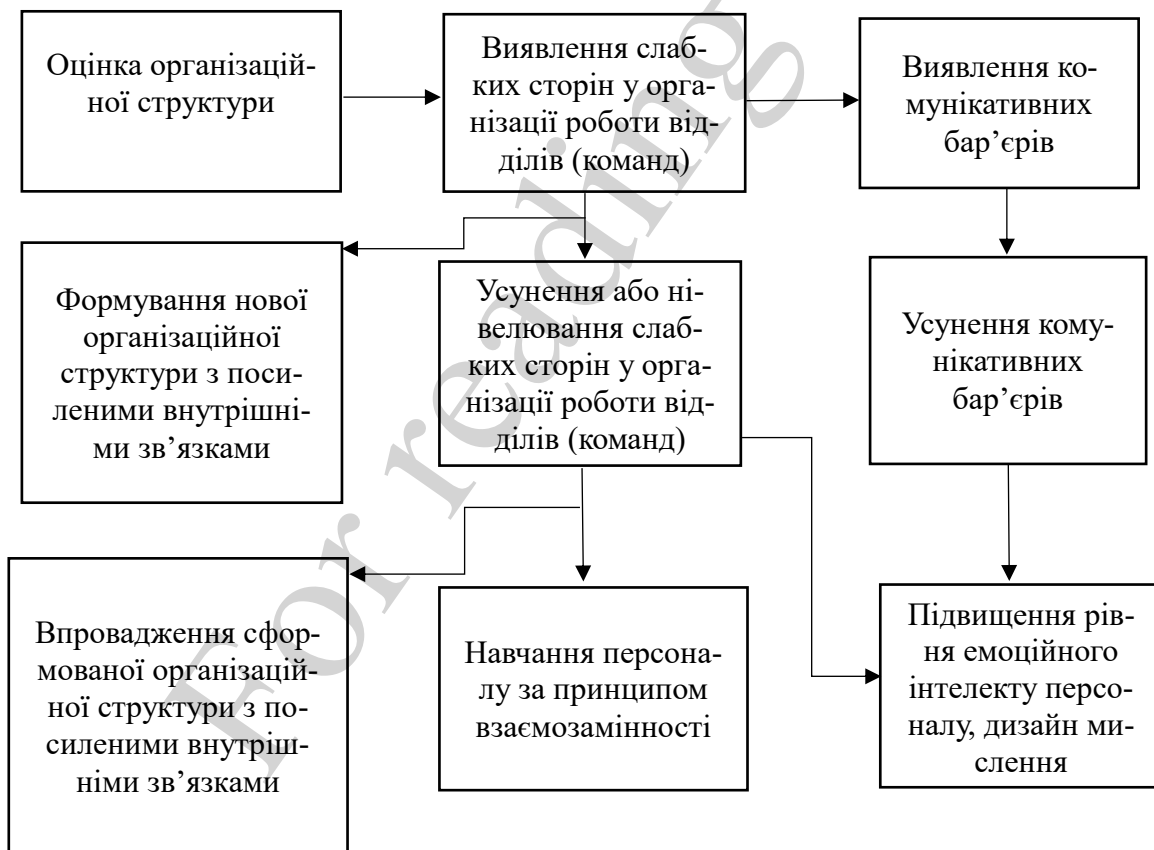 Оцінка організацій-
ної структури
Виявлення слаб-
ких сторін у орга-
нізації роботи від-
ділів (команд)
Виявлення ко-
мунікативних
бар’єрів
Формування нової
організаційної
структури з поси-
леними внутрішні-
ми зв’язками
Усунення або ні-
велювання слаб-
ких сторін у орга-
нізації роботи від-
ділів (команд)
Усунення кому-
нікативних
бар’єрів
Впровадження сфор-
мованої організацій-
ної структури з по-
силеними внутріш-
німи зв’язками
Навчання персона-
лу за принципом
взаємозамінності
Підвищення рів-
ня емоційного
інтелекту персо-
налу, дизайн ми-
слення
For reading